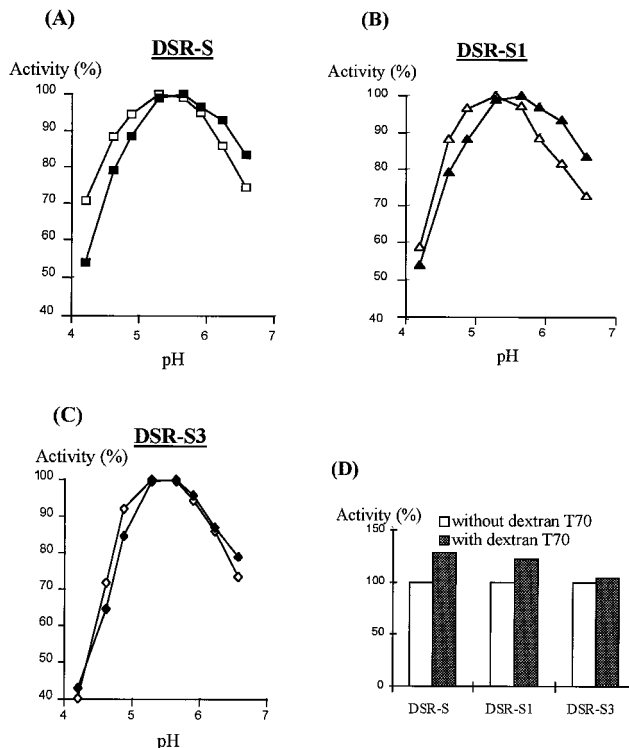 (A)
DSR-S
Activity (%)
100
90
80
70
60
50
40
4 5 6 7
pH
(B)
DSR-S1
Activity (%)
100
90
80
70
60
50
40
4 5 6 7
pH
(C)
DSR-S3
Activity (%)
100
90
80
70
60
50
40
4 5 6 7
pH
(D)
Activity (%)
150
100
50
0
without dextran T70
with dextran T70
DSR-S DSR-S1 DSR-S3